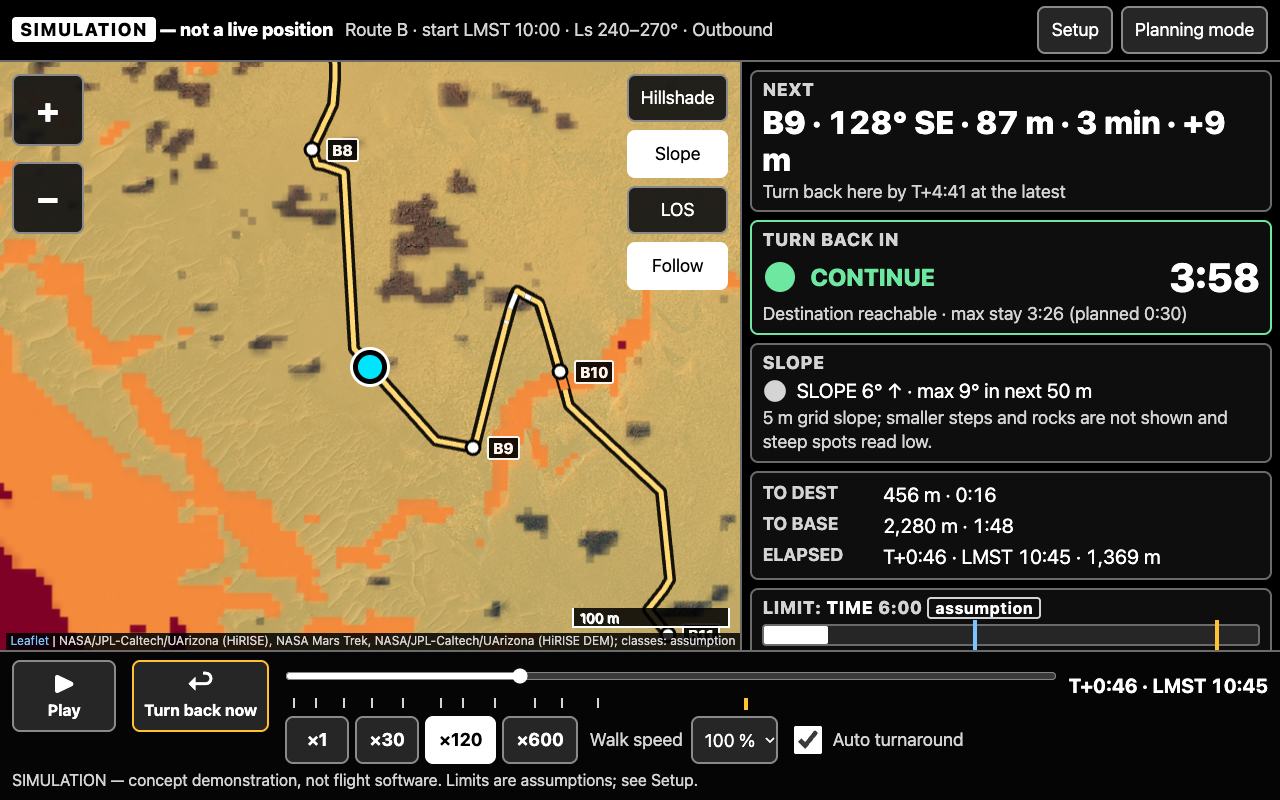 SIMULATION — not a live position Route B · start LMST 10:00 · Ls 240–270° · Outbound
Setup
Planning mode
+
−
Hillshade
Slope
LOS
Follow
B8
B9
B10
100 m
Leaflet | NASA/JPL-Caltech/UArizona (HiRISE), NASA Mars Trek, NASA/JPL-Caltech/UArizona (HiRISE DEM); classes: assumption
NEXT
B9 · 128° SE · 87 m · 3 min · +9
m
Turn back here by T+4:41 at the latest
TURN BACK IN
CONTINUE 3:58
Destination reachable · max stay 3:26 (planned 0:30)
SLOPE
SLOPE 6° ↑ · max 9° in next 50 m
5 m grid slope; smaller steps and rocks are not shown and
steep spots read low.
TO DEST 456 m · 0:16
TO BASE 2,280 m · 1:48
ELAPSED T+0:46 · LMST 10:45 · 1,369 m
LIMIT: TIME 6:00 assumption
Play
Turn back now
T+0:46 · LMST 10:45
×1
×30
×120
×600
Walk speed
100 %
Auto turnaround
SIMULATION — concept demonstration, not flight software. Limits are assumptions; see Setup.